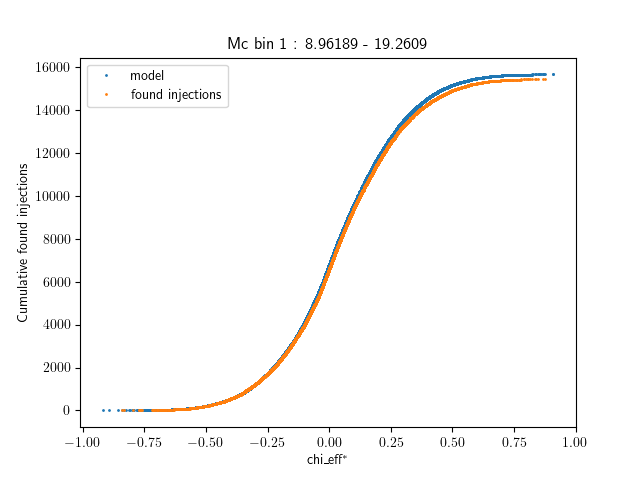 Mc bin 1 : 8.96189 - 19.2609
model
found injections
Cumulative found injections
16000
14000
12000
10000
8000
6000
4000
2000
0
−1.00 −0.75 −0.50 −0.25 0.00 0.25 0.50 0.75 1.00
chi_eff*